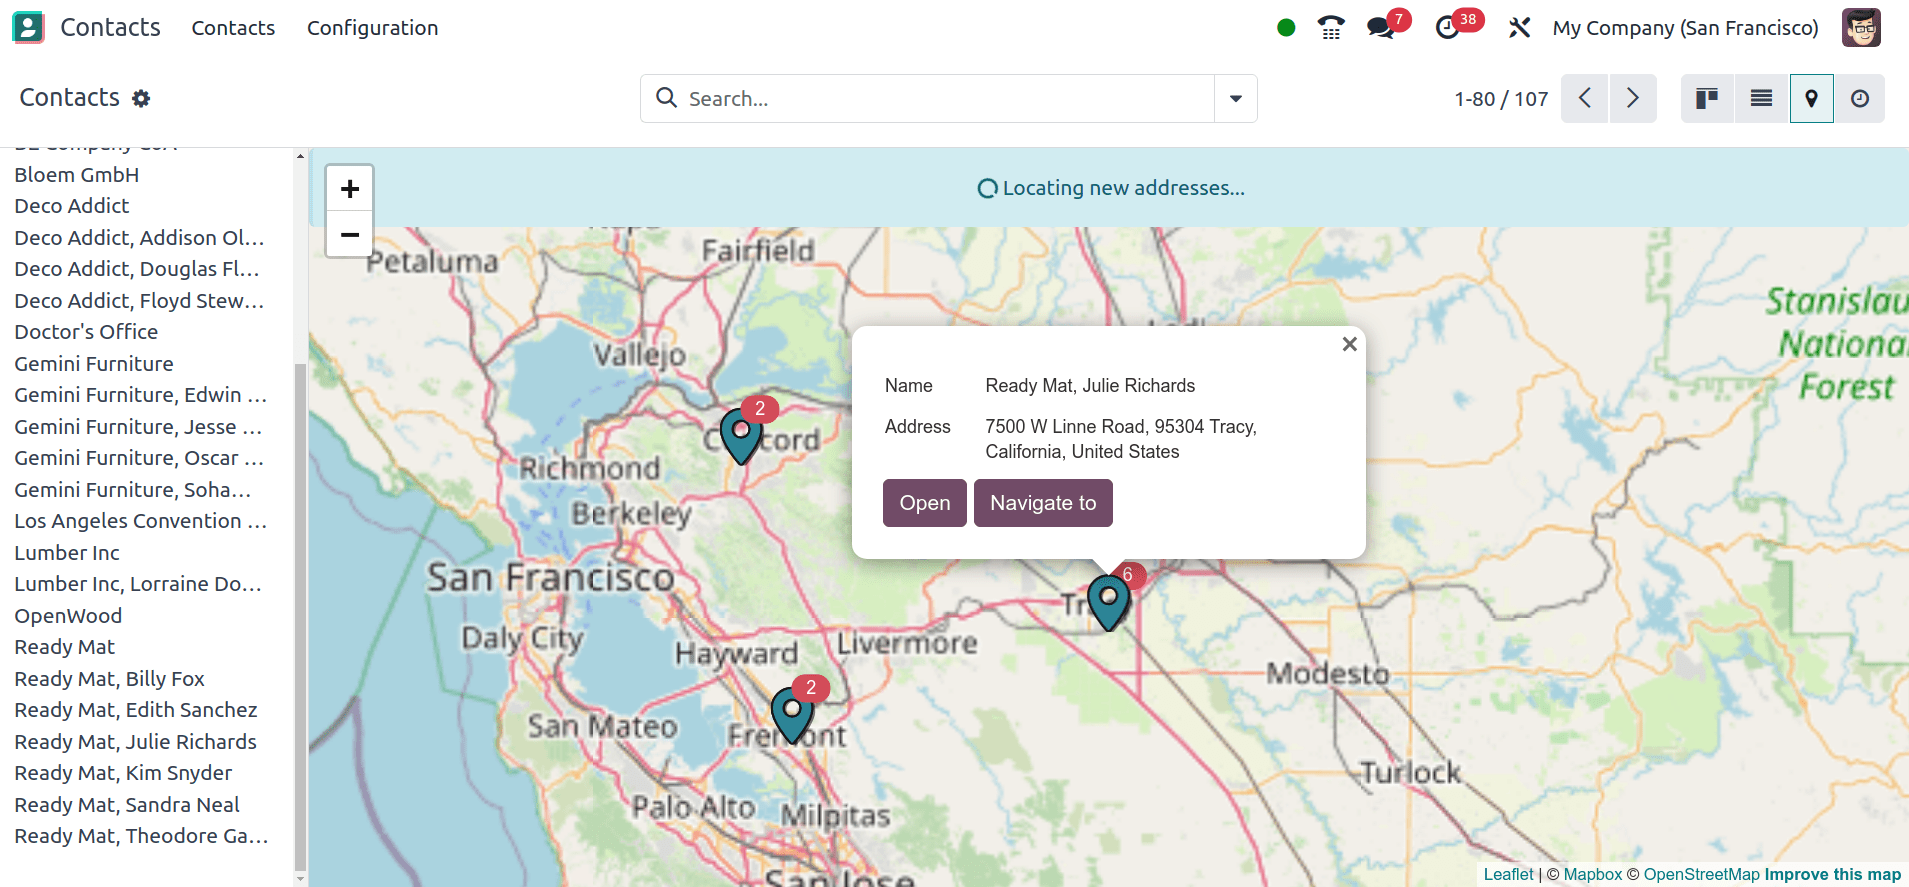 Contacts Contacts Configuration 7 38 My Company (San Francisco)
Contacts Search... 1-80 / 107
Bloem GmbH
Deco Addict
Deco Addict, Addison Ol...
Deco Addict, Douglas Fl...
Deco Addict, Floyd Stew...
Doctor's Office
Gemini Furniture
Gemini Furniture, Edwin ...
Gemini Furniture, Jesse ...
Gemini Furniture, Oscar ...
Gemini Furniture, Soha...
Los Angeles Convention ...
Lumber Inc
Lumber Inc, Lorraine Do...
OpenWood
Ready Mat
Ready Mat, Billy Fox
Ready Mat, Edith Sanchez
Ready Mat, Julie Richards
Ready Mat, Kim Snyder
Ready Mat, Sandra Neal
Ready Mat, Theodore Ga...
+
−
Locating new addresses...
Petaluma
Fairfield
Vallejo
2
Richmond
Berkeley
San Francisco
Daly City
Hayward
Livermore
2
San Mateo
Fremont
Palo Alto
Milpitas
San Jose
Name Ready Mat, Julie Richards
Address 7500 W Linne Road, 95304 Tracy,
California, United States
Open Navigate to
6
Modesto
Turlock
Stanislau
National
Forest
Leaflet | © Mapbox © OpenStreetMap Improve this map